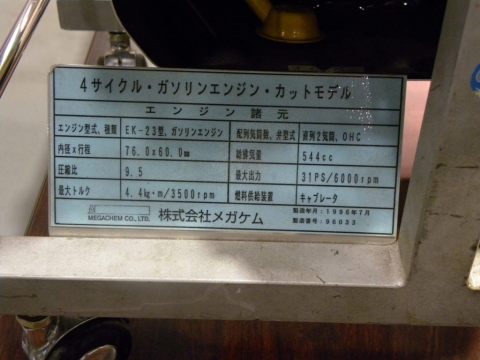 4サイクル・ガソリンエンジン・カットモデル
エンジン諸元
エンジン型式、種類 EK-23型、ガソリンエンジン 配列気筒数、弁型式 直列2気筒、OHC
内径x行程 76.0x60.0mm 総排気量 544cc
圧縮比 9.5 最大出力 31PS/6000rpm
最大トルク 4.4kg・m/3500rpm 燃料供給装置 キャブレータ
MEGACHEM CO., LTD. 株式会社メガケム
製造年月:1996年7月
製造番号:96033